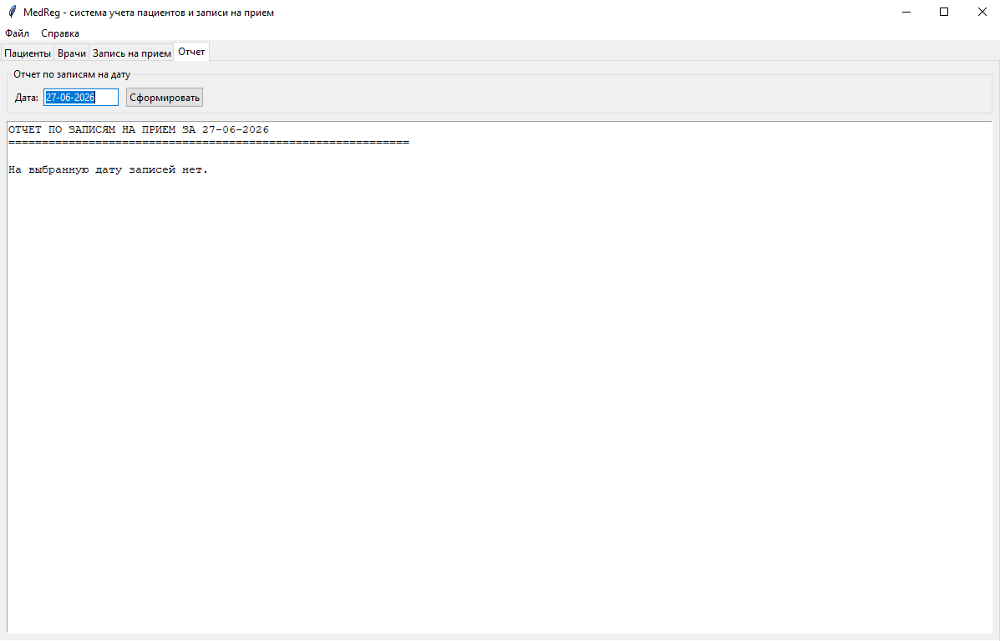 MedReg - система учета пациентов и записи на прием
Файл Справка
Пациенты Врачи Запись на прием Отчет
Отчет по записям на дату
Дата: 27-06-2026 Сформировать
ОТЧЕТ ПО ЗАПИСЯМ НА ПРИЕМ ЗА 27-06-2026
============================================================
На выбранную дату записей нет.